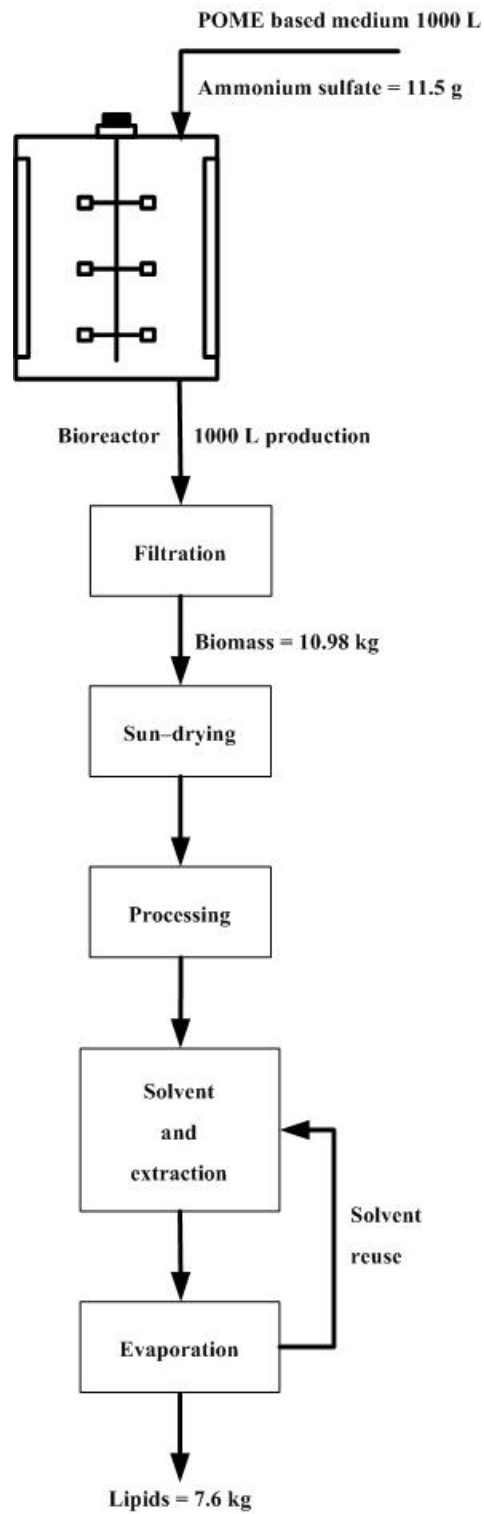 POME based medium 1000 L
Ammonium sulfate = 11.5 g
Bioreactor 1000 L production
Filtration
Biomass = 10.98 kg
Sun–drying
Processing
Solvent
and
extraction
Solvent
reuse
Evaporation
Lipids = 7.6 kg